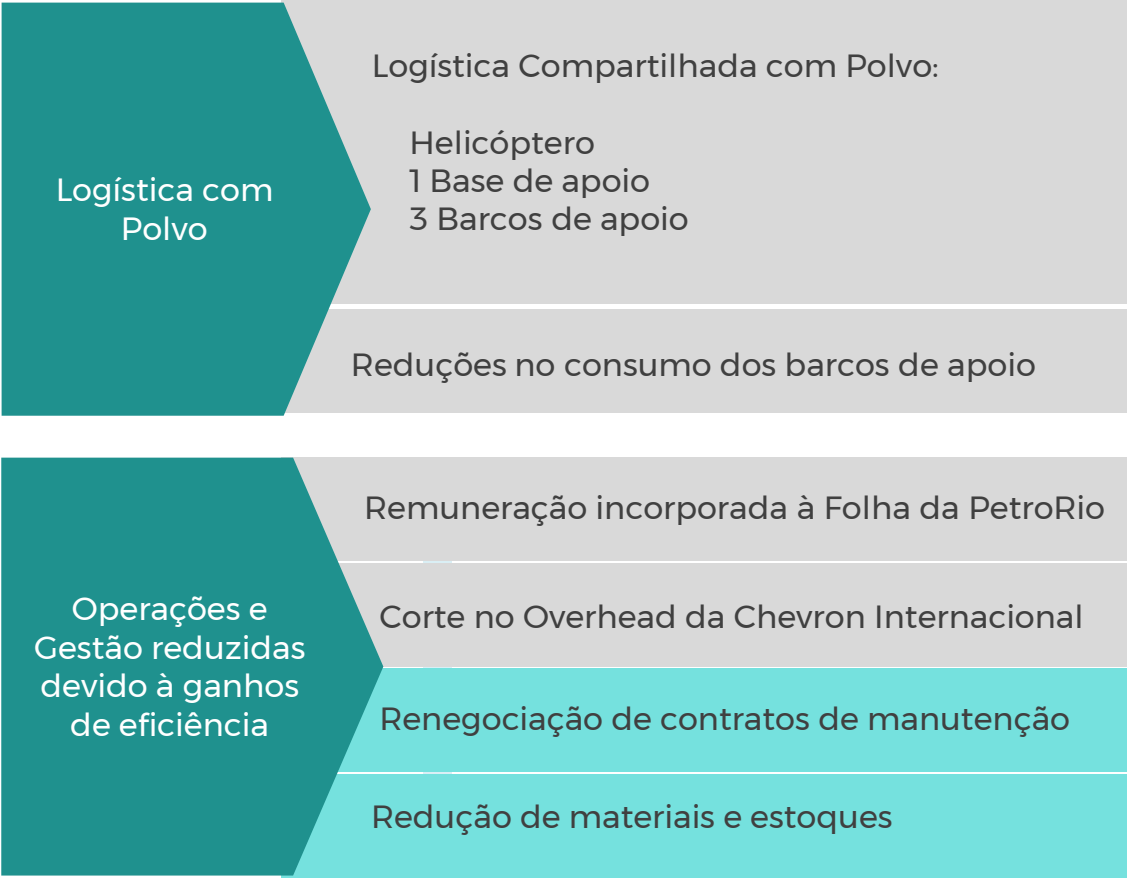 Logística com
Polvo
Logística Compartilhada com Polvo:
Helicóptero
1 Base de apoio
3 Barcos de apoio
Reduções no consumo dos barcos de apoio
Operações e
Gestão reduzidas
devido à ganhos
de eficiência
Remuneração incorporada à Folha da PetroRio
Corte no Overhead da Chevron Internacional
Renegociação de contratos de manutenção
Redução de materiais e estoques